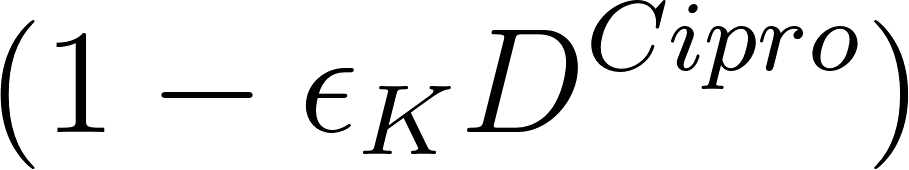 (1 − ϵ_K D^{Cipro})